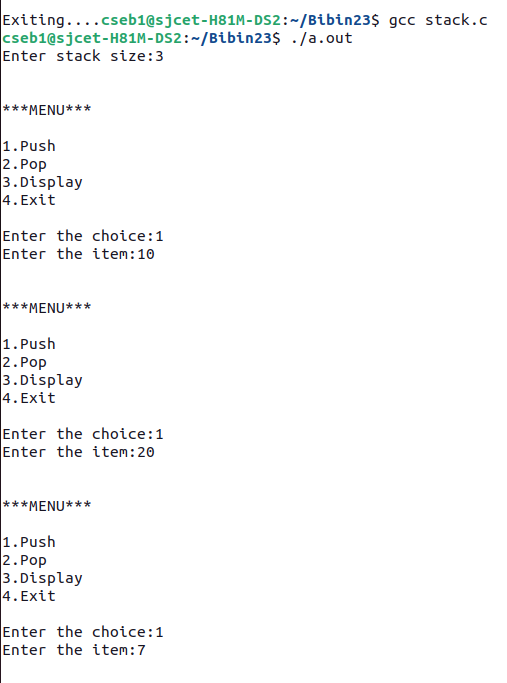 Exiting....cseb1@sjcet-H81M-DS2:~/Bibin23$ gcc stack.c
cseb1@sjcet-H81M-DS2:~/Bibin23$ ./a.out
Enter stack size:3
***MENU***
1.Push
2.Pop
3.Display
4.Exit
Enter the choice:1
Enter the item:10
***MENU***
1.Push
2.Pop
3.Display
4.Exit
Enter the choice:1
Enter the item:20
***MENU***
1.Push
2.Pop
3.Display
4.Exit
Enter the choice:1
Enter the item:7